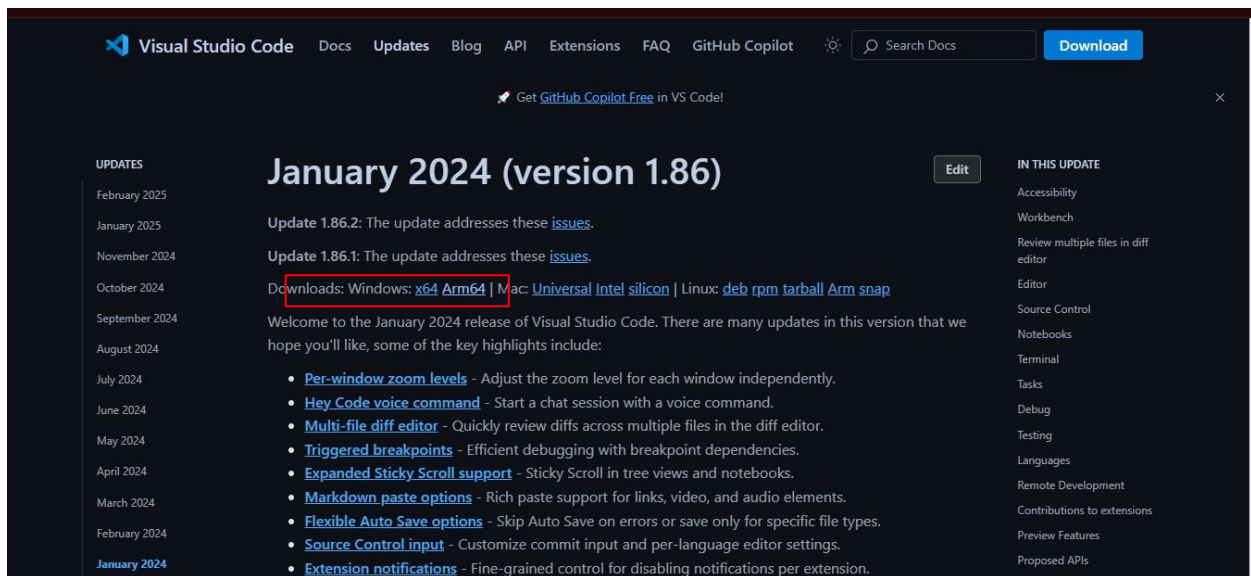 Visual Studio Code Docs Updates Blog API Extensions FAQ GitHub Copilot Search Docs Download
🚀 Get GitHub Copilot Free in VS Code!
UPDATES
February 2025
January 2025
November 2024
October 2024
September 2024
August 2024
July 2024
June 2024
May 2024
April 2024
March 2024
February 2024
January 2024
January 2024 (version 1.86)
Edit
Update 1.86.2: The update addresses these issues.
Update 1.86.1: The update addresses these issues.
Downloads: Windows: x64 Arm64 | Mac: Universal Intel silicon | Linux: deb rpm tarball Arm snap
Welcome to the January 2024 release of Visual Studio Code. There are many updates in this version that we
hope you'll like, some of the key highlights include:
• Per-window zoom levels - Adjust the zoom level for each window independently.
• Hey Code voice command - Start a chat session with a voice command.
• Multi-file diff editor - Quickly review diffs across multiple files in the diff editor.
• Triggered breakpoints - Efficient debugging with breakpoint dependencies.
• Expanded Sticky Scroll support - Sticky Scroll in tree views and notebooks.
• Markdown paste options - Rich paste support for links, video, and audio elements.
• Flexible Auto Save options - Skip Auto Save on errors or save only for specific file types.
• Source Control input - Customize commit input and per-language editor settings.
• Extension notifications - Fine-grained control for disabling notifications per extension.
IN THIS UPDATE
Accessibility
Workbench
Review multiple files in diff
editor
Editor
Source Control
Notebooks
Terminal
Tasks
Debug
Testing
Languages
Remote Development
Contributions to extensions
Preview Features
Proposed APIs